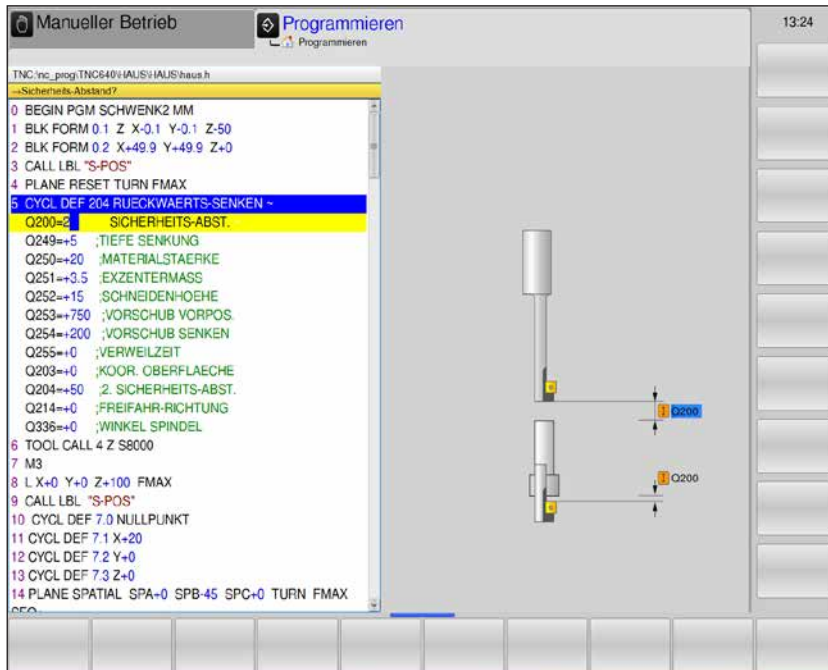 Manueller Betrieb
Programmieren
Programmieren
13:24
TNC:\nc_prog\TNC640\HAUS\HAUS\haus.h
→Sicherheits-Abstand?
0 BEGIN PGM SCHWENK2 MM
1 BLK FORM 0.1 Z X-0.1 Y-0.1 Z-50
2 BLK FORM 0.2 X+49.9 Y+49.9 Z+0
3 CALL LBL "S-POS"
4 PLANE RESET TURN FMAX
5 CYCL DEF 204 RUECKWAERTS-SENKEN ~
Q200=2 SICHERHEITS-ABST.
Q249=+5 ;TIEFE SENKUNG
Q250=+20 ;MATERIALSTAERKE
Q251=+3.5 ;EXZENTERMASS
Q252=+15 ;SCHNEIDENHOEHE
Q253=+750 ;VORSCHUB VORPOS.
Q254=+200 ;VORSCHUB SENKEN
Q255=+0 ;VERWEILZEIT
Q203=+0 ;KOOR. OBERFLAECHE
Q204=+50 ;2. SICHERHEITS-ABST.
Q214=+0 ;FREIFAHR-RICHTUNG
Q336=+0 ;WINKEL SPINDEL
6 TOOL CALL 4 Z S8000
7 M3
8 L X+0 Y+0 Z+100 FMAX
9 CALL LBL "S-POS"
10 CYCL DEF 7.0 NULLPUNKT
11 CYCL DEF 7.1 X+20
12 CYCL DEF 7.2 Y+0
13 CYCL DEF 7.3 Z+0
14 PLANE SPATIAL SPA+0 SPB-45 SPC+0 TURN FMAX
Q200
Q200